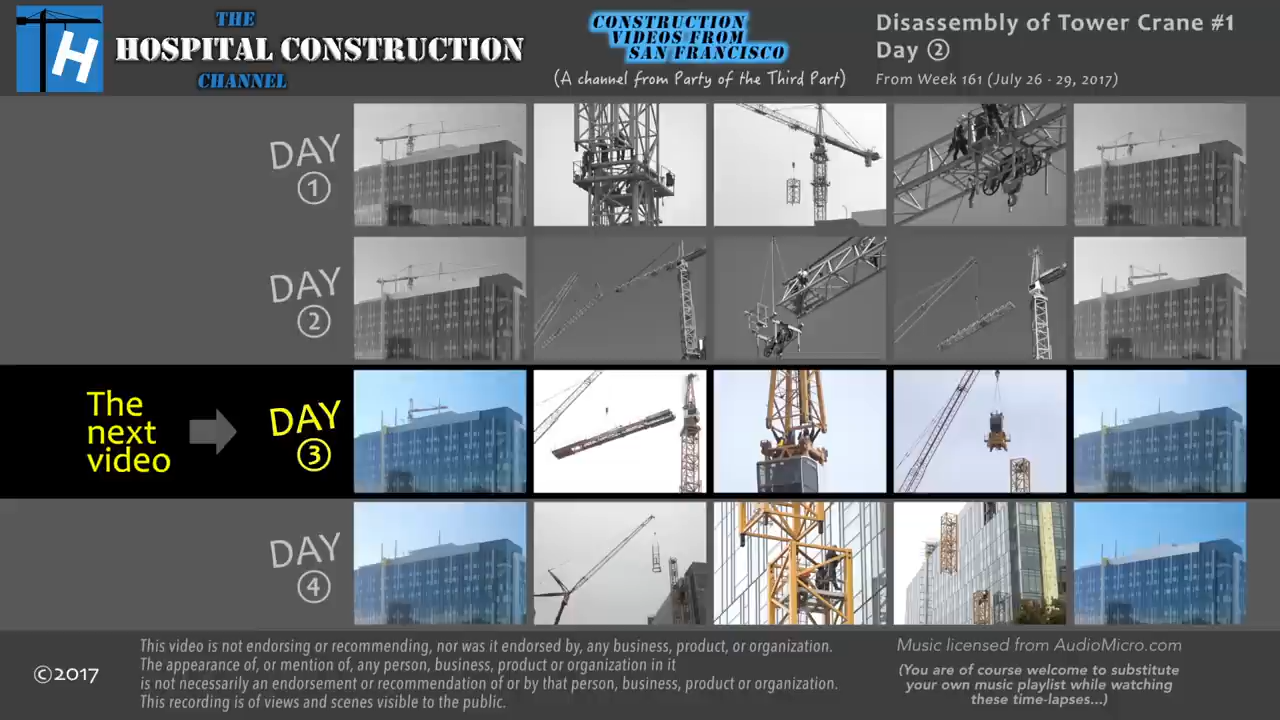 THE
HOSPITAL CONSTRUCTION
CHANNEL
H
CONSTRUCTION
VIDEOS FROM
SAN FRANCISCO
(A channel from Party of the Third Part)
Disassembly of Tower Crane #1
Day ②
From Week 161 (July 26 - 29, 2017)
DAY
①
DAY
②
The
next
video
DAY
③
DAY
④
©2017
This video is not endorsing or recommending, nor was it endorsed by, any business, product, or organization.
The appearance of, or mention of, any person, business, product or organization in it
is not necessarily an endorsement or recommendation of or by that person, business, product or organization.
This recording is of views and scenes visible to the public.
Music licensed from AudioMicro.com
(You are of course welcome to substitute
your own music playlist while watching
these time-lapses...)